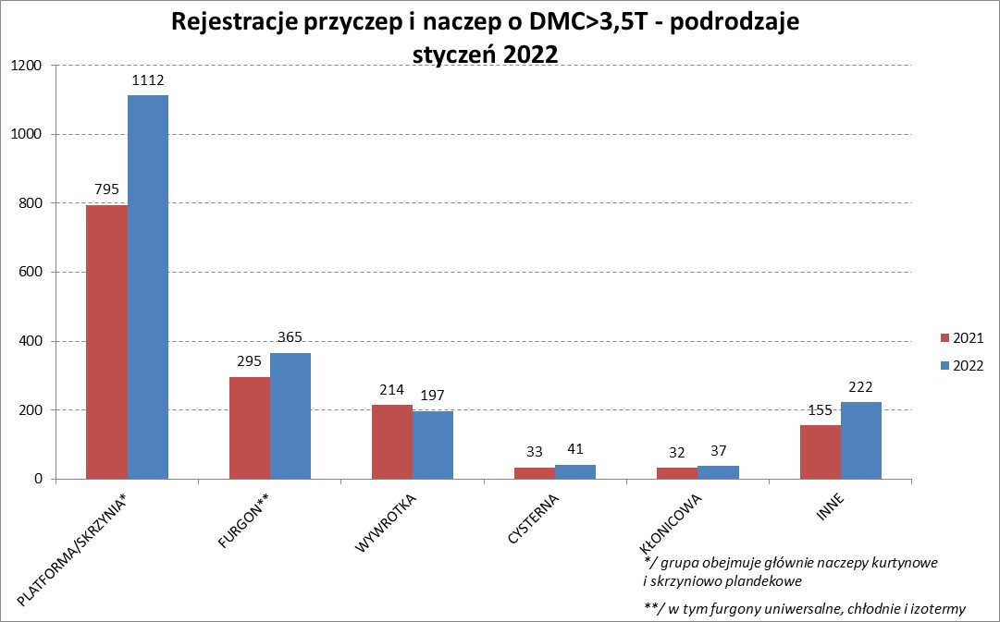 Rejestracje przyczep i naczep o DMC>3,5T - podrodzaje
styczeń 2022
1200
1000
800
600
400
200
0
795
1112
295
365
214
197
33
41
32
37
155
222
PLATFORMA/SKRZYNIA*
FURGON**
WYWROTKA
CYSTERNA
KŁONICOWA
INNE
2021
2022
*/ grupa obejmuje głównie naczepy kurtynowe
i skrzyniowo plandekowe
**/ w tym furgony uniwersalne, chłodnie i izotermy